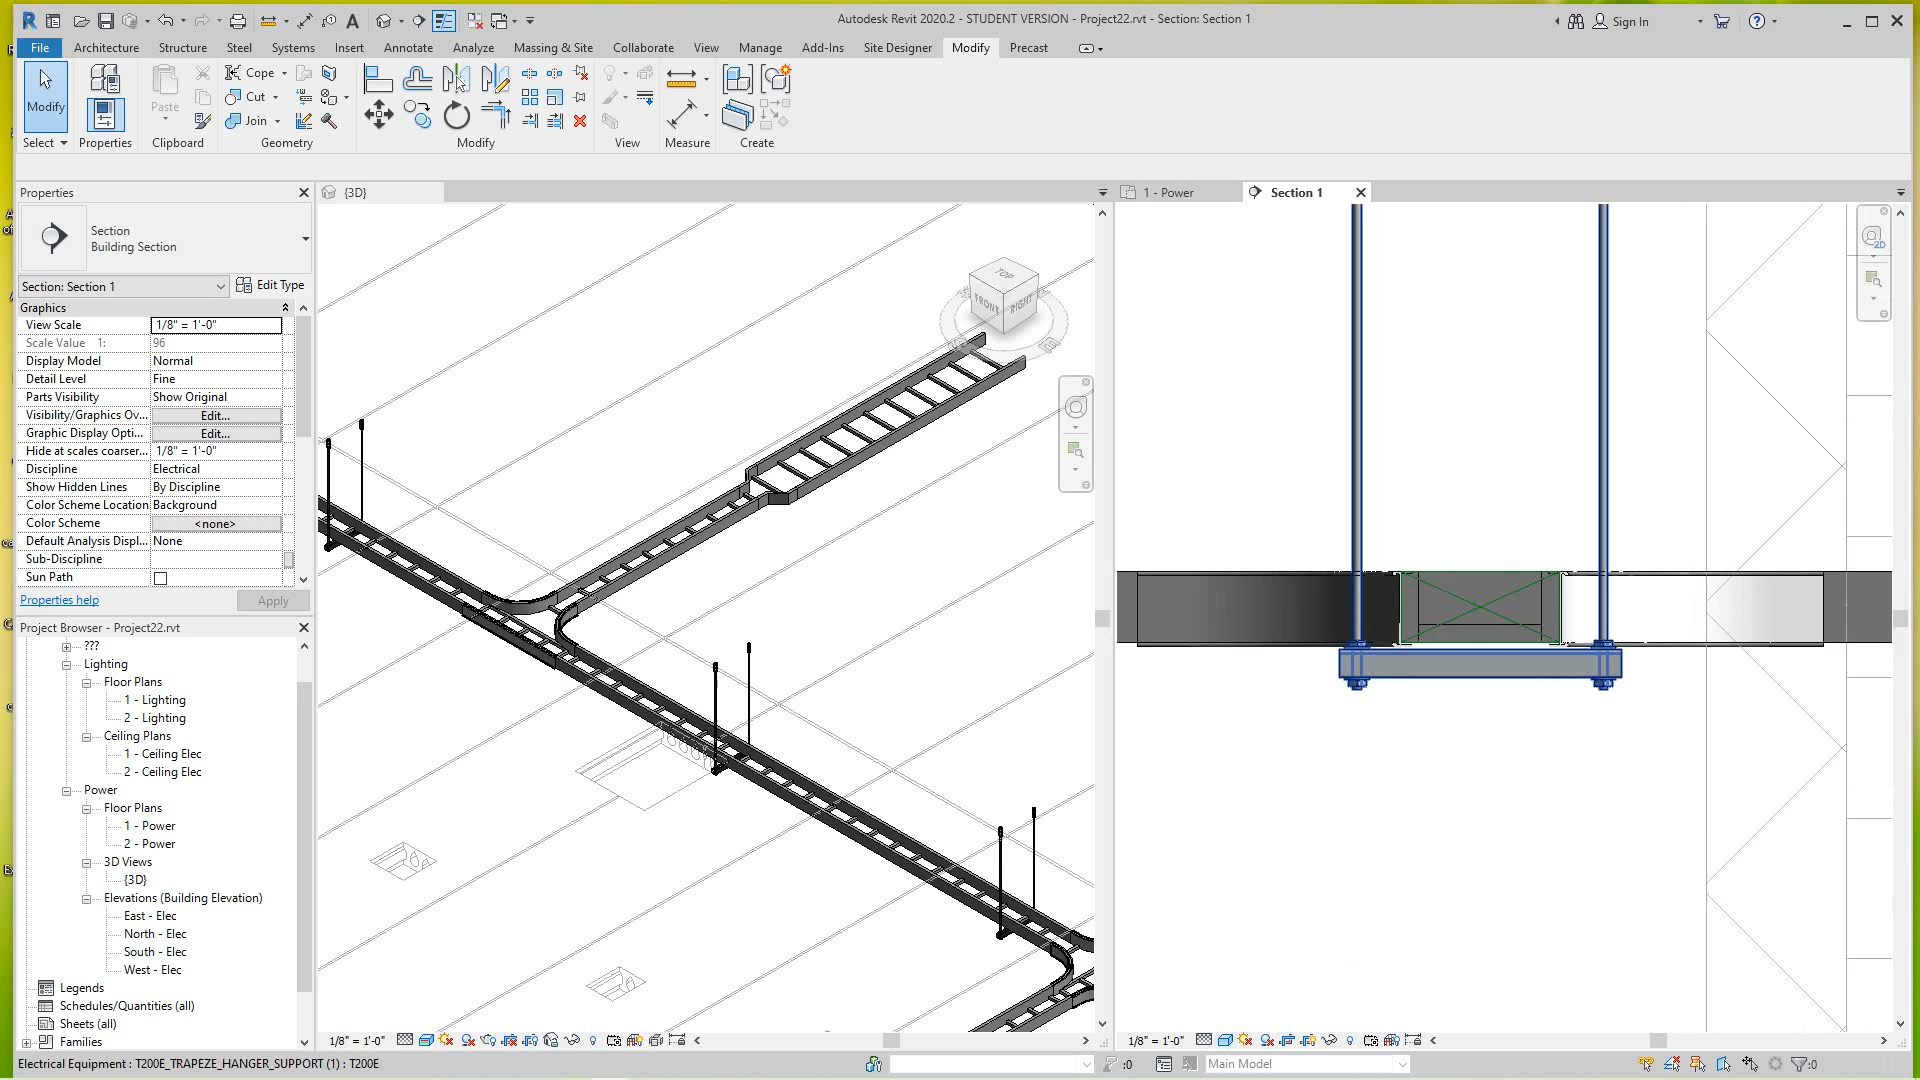 Autodesk Revit 2020.2 - STUDENT VERSION - Project22.rvt - Section: Section 1
Sign In
File
Architecture
Structure
Steel
Systems
Insert
Annotate
Analyze
Massing & Site
Collaborate
View
Manage
Add-Ins
Site Designer
Modify
Precast
Modify
Paste
Cope
Cut
Join
Select
Properties
Clipboard
Geometry
Modify
View
Measure
Create
Properties
{3D}
1 - Power
Section 1
Section
Building Section
Section: Section 1
Edit Type
Graphics
View Scale 1/8" = 1'-0"
Scale Value 1: 96
Display Model Normal
Detail Level Fine
Parts Visibility Show Original
Visibility/Graphics Ov... Edit...
Graphic Display Opti... Edit...
Hide at scales coarser... 1/8" = 1'-0"
Discipline Electrical
Show Hidden Lines By Discipline
Color Scheme Location Background
Color Scheme <none>
Default Analysis Displ... None
Sub-Discipline
Sun Path
Properties help
Apply
Project Browser - Project22.rvt
???
Lighting
Floor Plans
1 - Lighting
2 - Lighting
Ceiling Plans
1 - Ceiling Elec
2 - Ceiling Elec
Power
Floor Plans
1 - Power
2 - Power
3D Views
{3D}
Elevations (Building Elevation)
East - Elec
North - Elec
South - Elec
West - Elec
Legends
Schedules/Quantities (all)
Sheets (all)
Families
TOP
FRONT
RIGHT
2D
1/8" = 1'-0"
1/8" = 1'-0"
Electrical Equipment : T200E_TRAPEZE_HANGER_SUPPORT (1) : T200E
:0
Main Model
:0